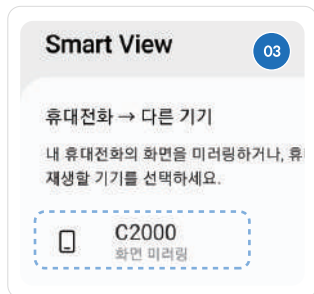 Smart View
03
휴대전화 → 다른 기기
내 휴대전화의 화면을 미러링하거나, 휴
재생할 기기를 선택하세요.
C2000
화면 미러링